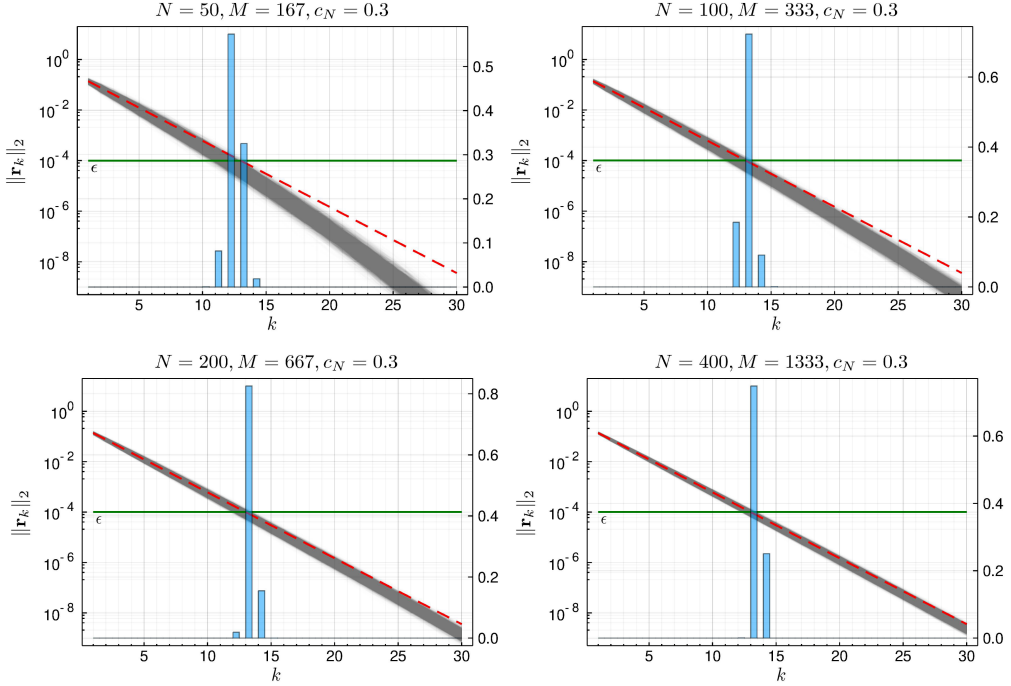 N = 50, M = 167, c_N = 0.3
10^0
10^-2
10^-4
10^-6
10^-8
||r_k||_2
ϵ
0.5
0.4
0.3
0.2
0.1
0.0
5 10 15 20 25 30
k
N = 100, M = 333, c_N = 0.3
10^0
10^-2
10^-4
10^-6
10^-8
||r_k||_2
ϵ
0.6
0.4
0.2
0.0
5 10 15 20 25 30
k
N = 200, M = 667, c_N = 0.3
10^0
10^-2
10^-4
10^-6
10^-8
||r_k||_2
ϵ
0.8
0.6
0.4
0.2
0.0
5 10 15 20 25 30
k
N = 400, M = 1333, c_N = 0.3
10^0
10^-2
10^-4
10^-6
10^-8
||r_k||_2
ϵ
0.6
0.4
0.2
0.0
5 10 15 20 25 30
k